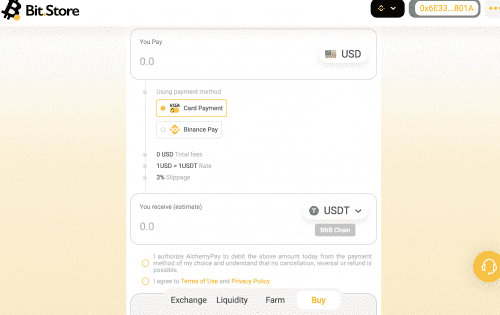 Bit.Store
0x6E33...801A
You Pay
0.0
USD
Using payment method
VISA
Card Payment
Binance Pay
0 USD Total fees
1USD = 1USDT Rate
3% Slippage
You receive (estimate)
0.0
USDT
BNB Chain
I authorize AlchemyPay to debit the above amount today from the payment
method of my choice and understand that no cancellation, reversal or refund is
possible.
I agree to Terms of Use and Privacy Policy
Exchange Liquidity Farm Buy